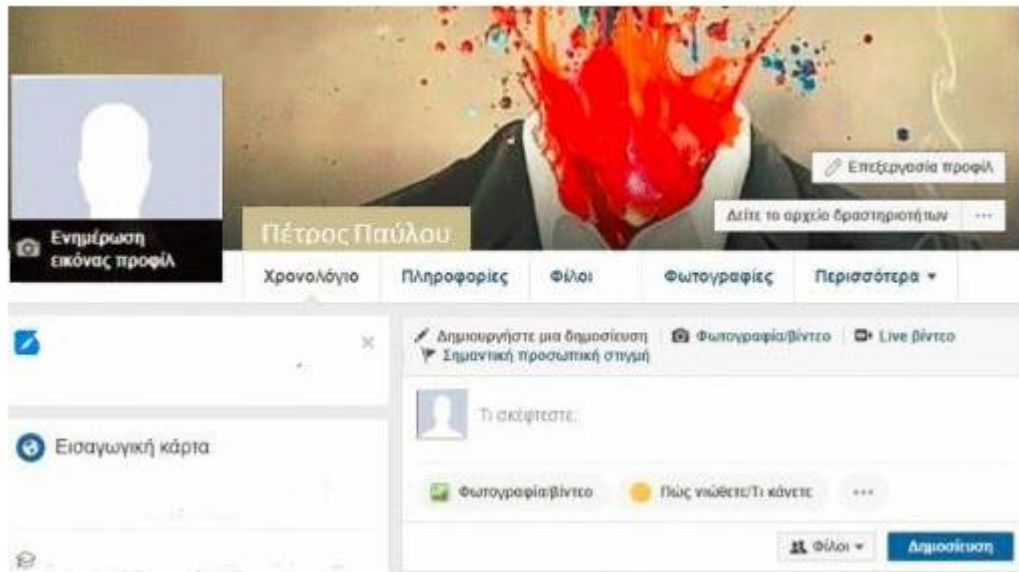 Επεξεργασία προφίλ
Δείτε το αρχείο δραστηριοτήτων ...
Ενημέρωση
εικόνας προφίλ
Πέτρος Παύλου
Χρονολόγιο Πληροφορίες Φίλοι Φωτογραφίες Περισσότερα
Δημιουργήστε μια δημοσίευση Φωτογραφία/βίντεο Live βίντεο
Σημαντική προσωπική στιγμή
Τι σκέφτεστε;
Εισαγωγική κάρτα
Φωτογραφία/βίντεο Πώς νιώθετε/Τι κάνετε ...
Φίλοι Δημοσίευση